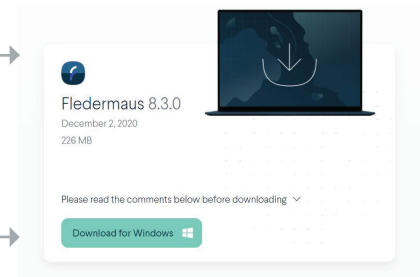 Fledermaus 8.3.0
December 2, 2020
226 MB
Please read the comments below before downloading
Download for Windows